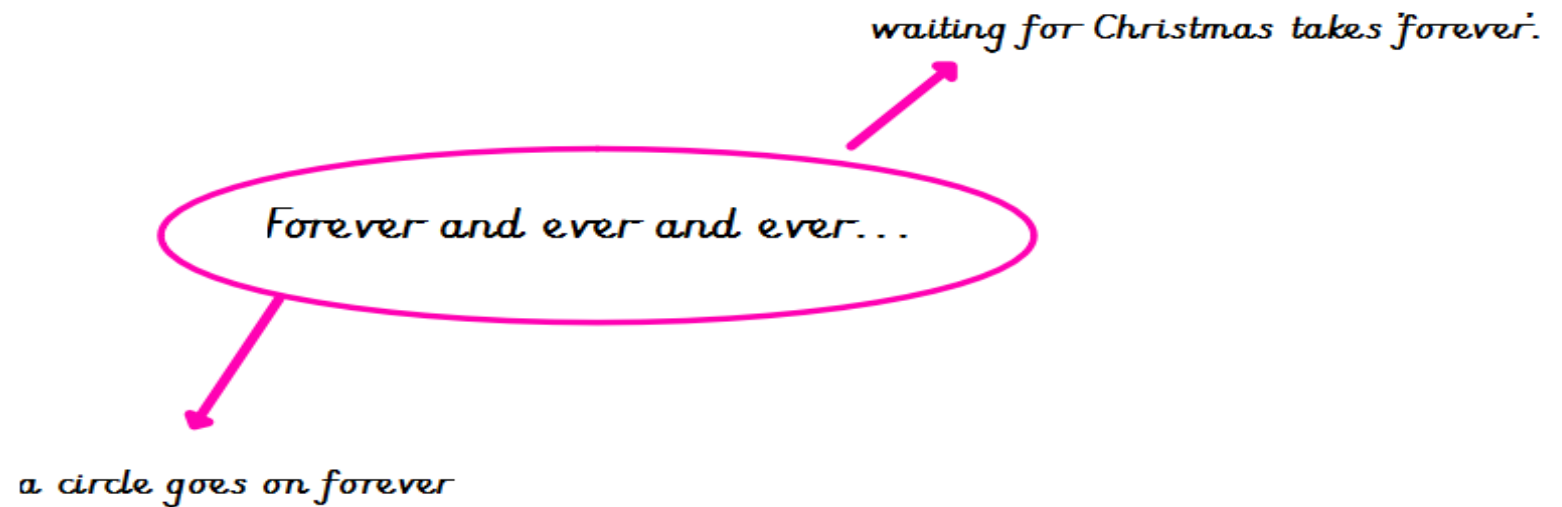 waiting for Christmas takes 'forever'.
Forever and ever and ever...
a circle goes on forever